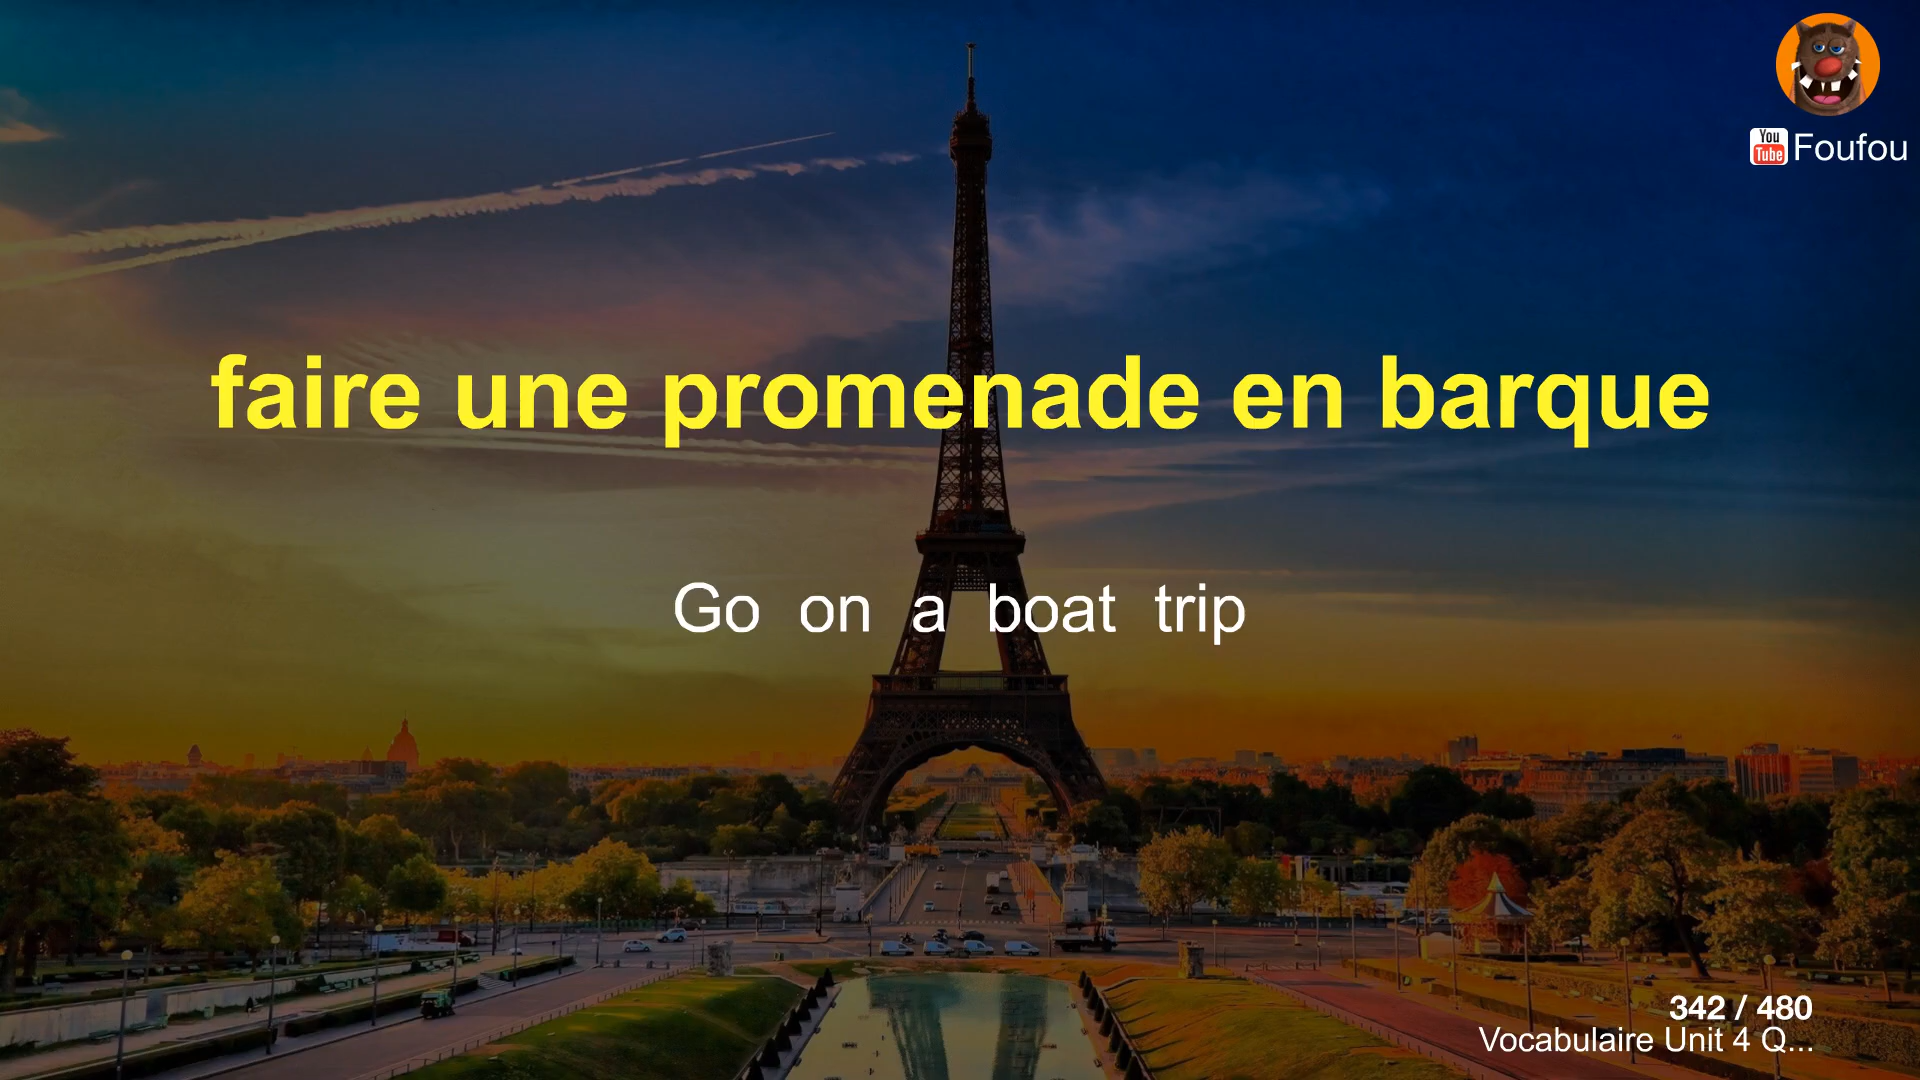 You
Tube Foufou
faire une promenade en barque
Go on a boat trip
342 / 480
Vocabulaire Unit 4 Q...